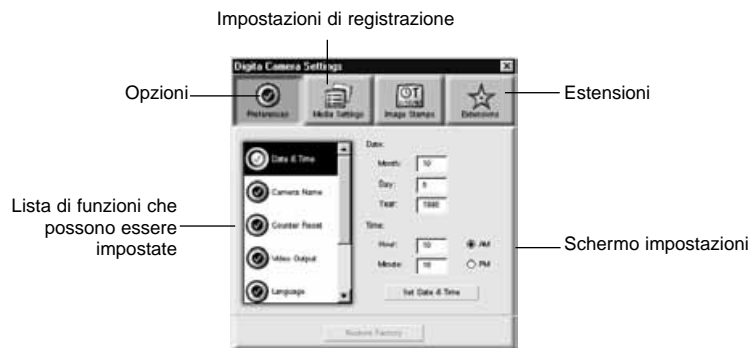 Impostazioni di registrazione
Digita Camera Settings
Opzioni
Estensioni
Preferences
Media Settings
Image Stamps
Extensions
Date & Time
Camera Name
Counter Reset
Video Output
Language
Date:
Month: 10
Day:
Year:
Time:
Hour: 10
AM
Minute: 10
PM
Set Date & Time
Restore Factory
Lista di funzioni che
possono essere
impostate
Schermo impostazioni